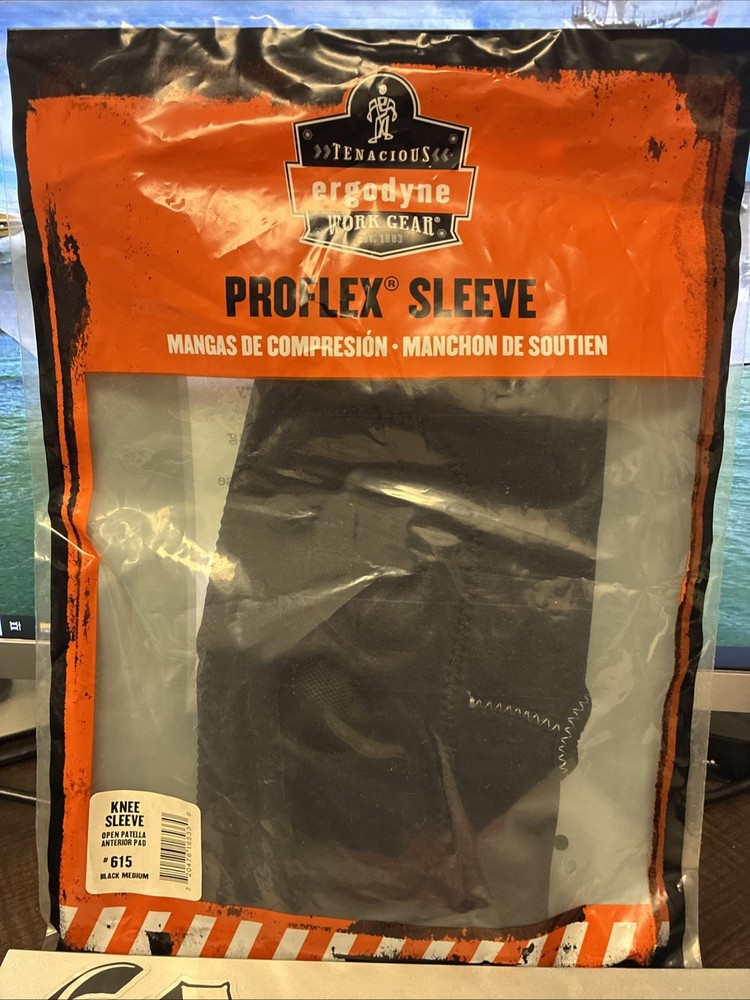 TENACIOUS
ergodyne
WORK GEAR®
EST. 1983
PROFLEX® SLEEVE
MANGAS DE COMPRESIÓN • MANCHON DE SOUTIEN
KNEE
SLEEVE
OPEN PATELLA
ANTERIOR PAD
# 615
BLACK MEDIUM